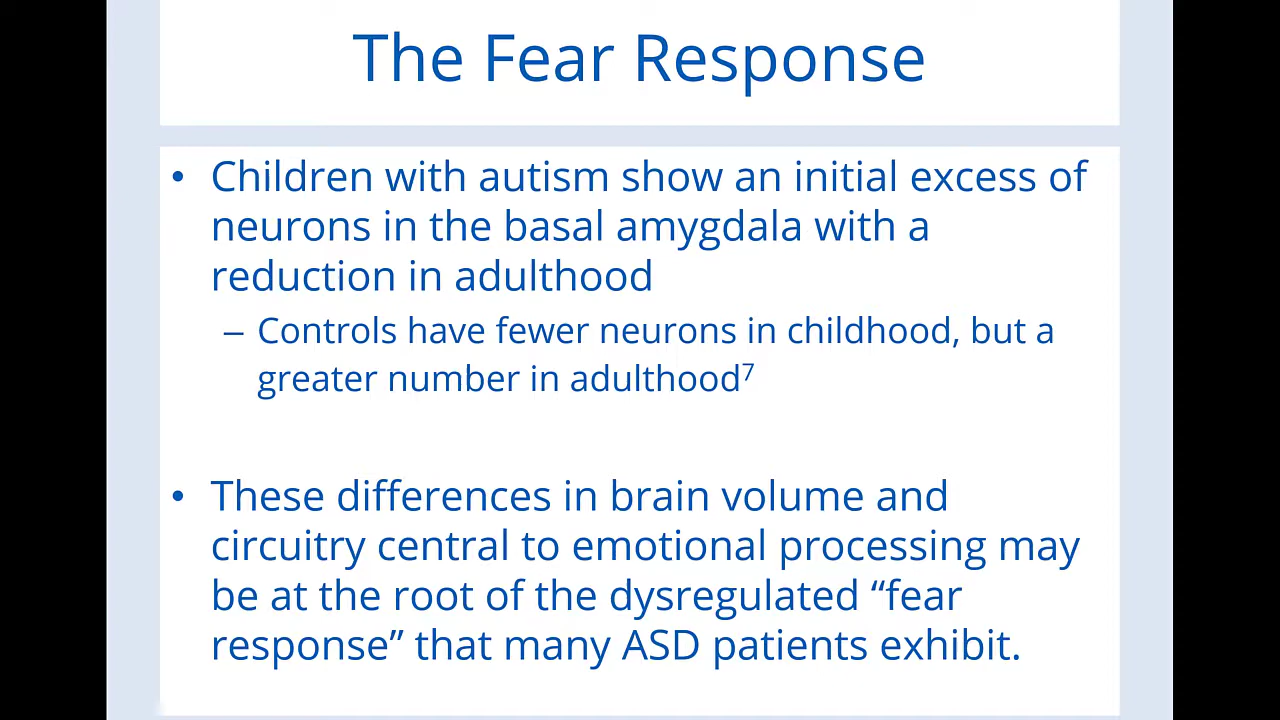 The Fear Response
• Children with autism show an initial excess of
neurons in the basal amygdala with a
reduction in adulthood
– Controls have fewer neurons in childhood, but a
greater number in adulthood⁷
• These differences in brain volume and
circuitry central to emotional processing may
be at the root of the dysregulated “fear
response” that many ASD patients exhibit.